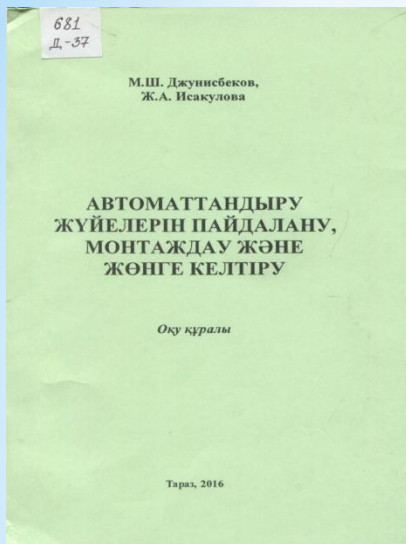 681
Д-37
М.Ш. Джунисбеков,
Ж.А. Исакулова
АВТОМАТТАНДЫРУ
ЖҮЙЕЛЕРІН ПАЙДАЛАНУ,
МОНТАЖДАУ ЖӘНЕ
ЖӨНГЕ КЕЛТІРУ
Оқу құралы
Тараз, 2016